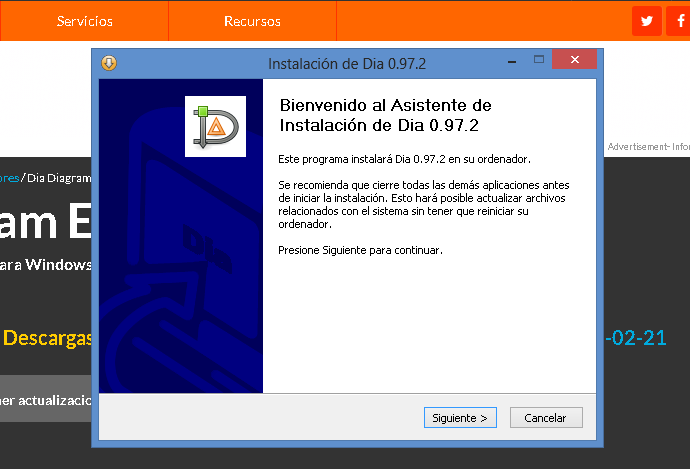 Servicios
Recursos
Instalación de Dia 0.97.2
Bienvenido al Asistente de
Instalación de Dia 0.97.2
Este programa instalará Dia 0.97.2 en su ordenador.
Se recomienda que cierre todas las demás aplicaciones antes
de iniciar la instalación. Esto hará posible actualizar archivos
relacionados con el sistema sin tener que reiniciar su
ordenador.
Presione Siguiente para continuar.
Siguiente >
Cancelar
Advertisement- Infor
ores / Dia Diagram
am E
ara Windows
Descargas
-02-21
er actualizacio